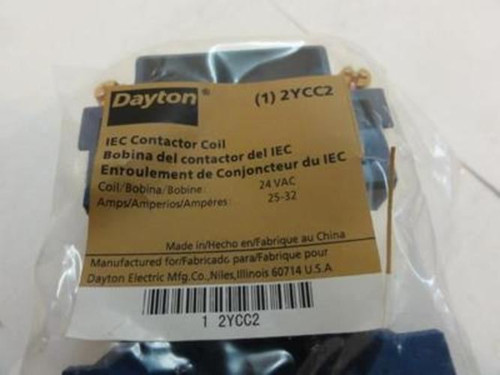 Dayton® (1) 2YCC2
IEC Contactor Coil
Bobina del contactor del IEC
Enroulement de Conjoncteur du IEC
Coil/Bobina/Bobine: 24 VAC
Amps/Amperios/Ampéres: 25-32
Made in/Hecho en/Fabrique au China
Manufactured for/Fabricado para/Fabrique pour
Dayton Electric Mfg.Co.,Niles,Illinois 60714 U.S.A
1 2YCC2